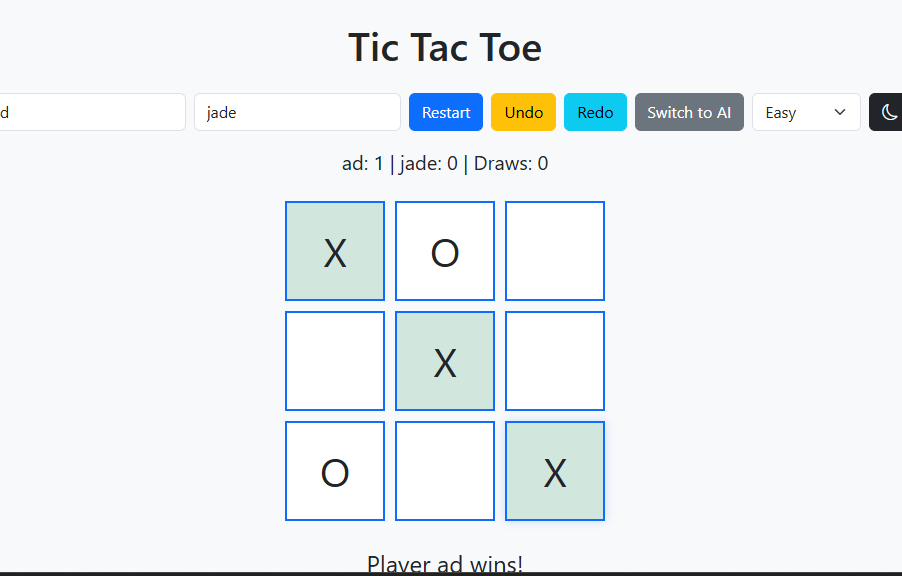 Tic Tac Toe
d jade Restart Undo Redo Switch to AI Easy
ad: 1 | jade: 0 | Draws: 0
X O
X
O X
Player ad wins!